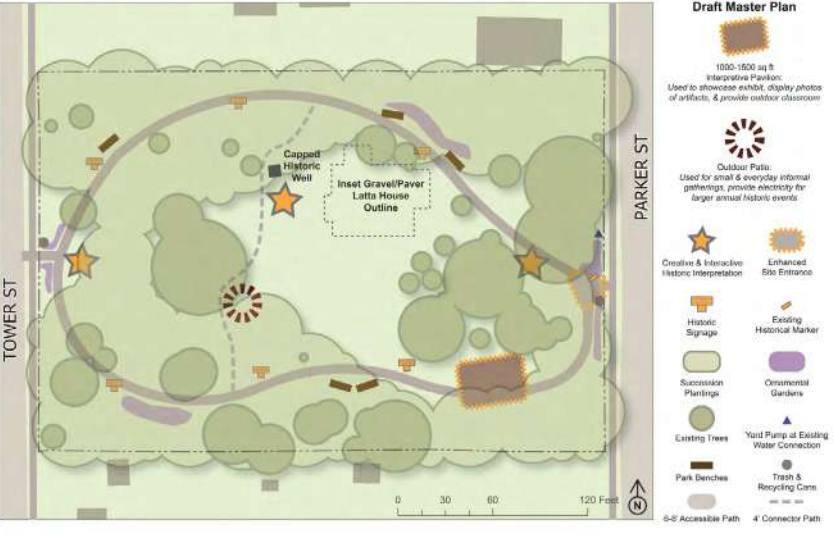 Draft Master Plan
1000-1500 sq ft
Interpretive Pavilion:
Used to showcase exhibit, display photos
of artifacts, & provide outdoor classroom
Outdoor Patio:
Used for small & everyday informal
gatherings, provide electricity for
larger annual historic events
Creative & Interactive
Historic Interpretation
Enhanced
Site Entrance
Historic
Signage
Existing
Historical Marker
Succession
Plantings
Ornamental
Gardens
Existing Trees
Yard Pump at Existing
Water Connection
Park Benches
Trash &
Recycling Cans
6-8' Accessible Path
4' Connector Path
Capped
Historic
Well
Inset Gravel/Paver
Latta House
Outline
TOWER ST
PARKER ST
0 30 60 120 Feet
N